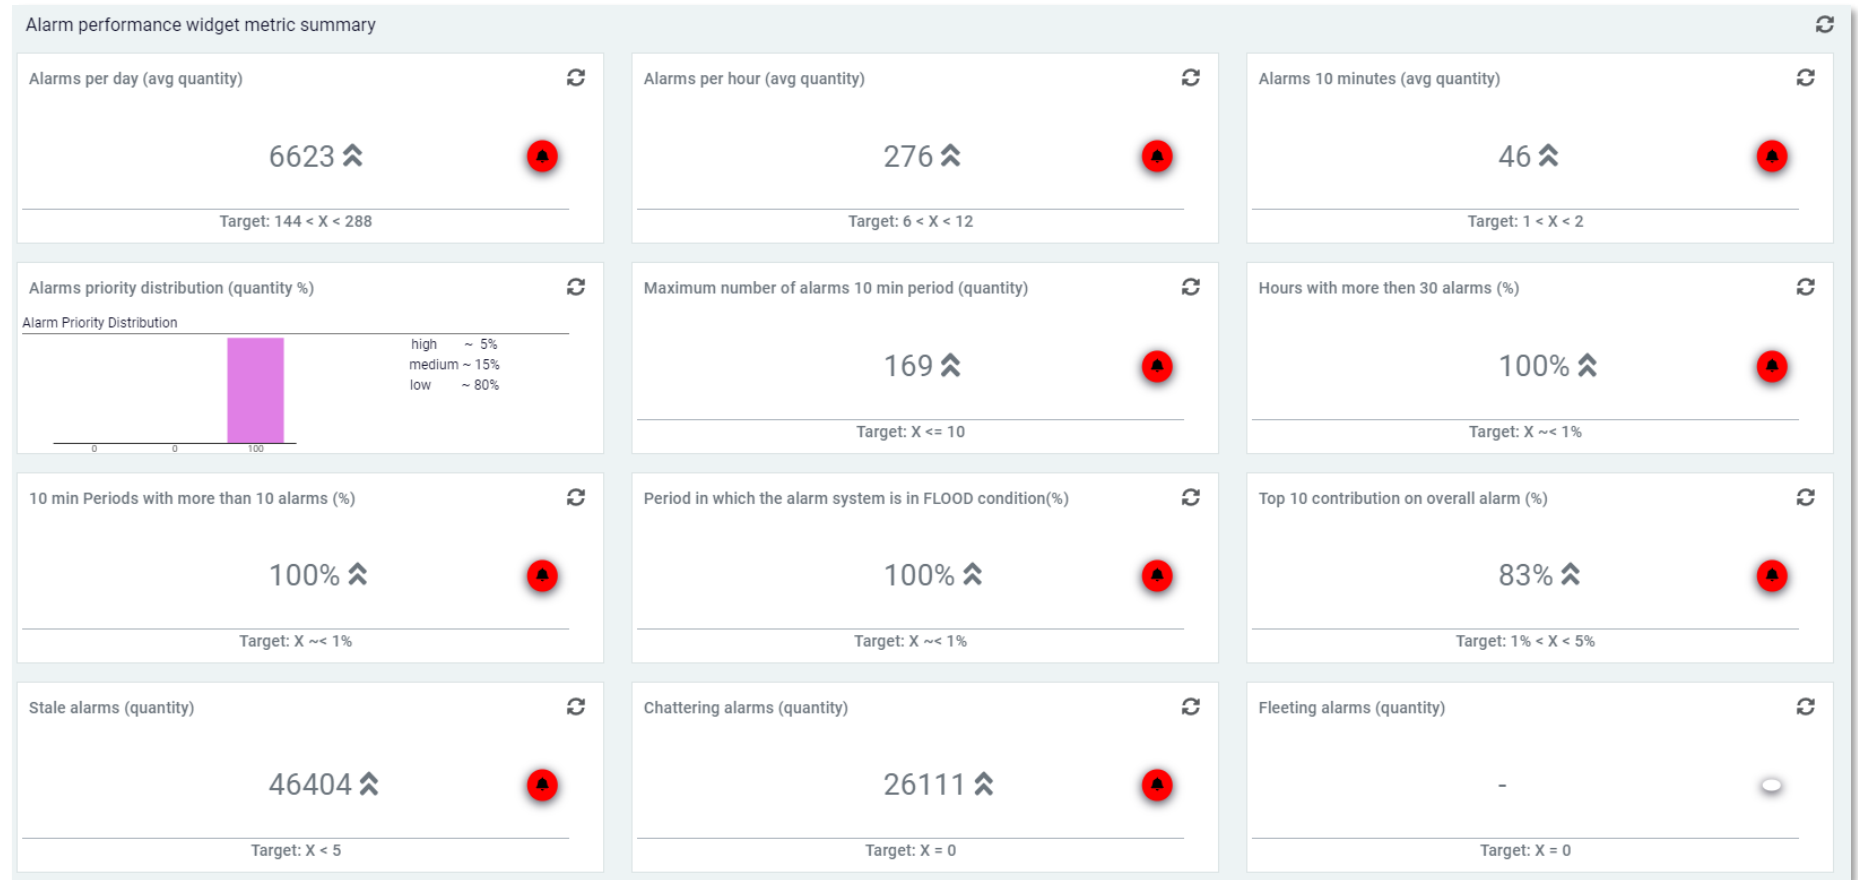 Alarm performance widget metric summary
Alarms per day (avg quantity)
6623
Target: 144 < X < 288
Alarms per hour (avg quantity)
276
Target: 6 < X < 12
Alarms 10 minutes (avg quantity)
46
Target: 1 < X < 2
Alarms priority distribution (quantity %)
Alarm Priority Distribution
high ~ 5%
medium ~ 15%
low ~ 80%
0 0 100
Maximum number of alarms 10 min period (quantity)
169
Target: X <= 10
Hours with more then 30 alarms (%)
100%
Target: X ~< 1%
10 min Periods with more than 10 alarms (%)
100%
Target: X ~< 1%
Period in which the alarm system is in FLOOD condition(%)
100%
Target: X ~< 1%
Top 10 contribution on overall alarm (%)
83%
Target: 1% < X < 5%
Stale alarms (quantity)
46404
Target: X < 5
Chattering alarms (quantity)
26111
Target: X = 0
Fleeting alarms (quantity)
-
Target: X = 0